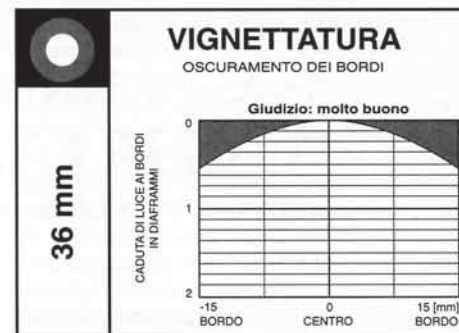 VIGNETTATURA
OSCURAMENTO DEI BORDI
Giudizio: molto buono
36 mm
CADUTA DI LUCE AI BORDI
IN DIAFRAMMI
0
1
2
-15 0 15 [mm]
BORDO CENTRO BORDO